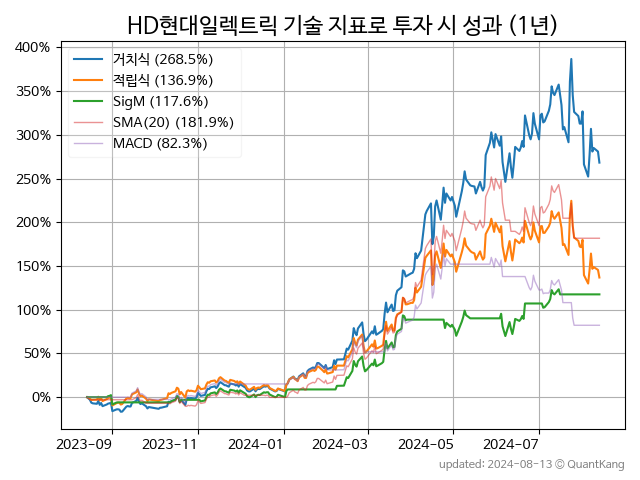 HD현대일렉트릭 기술 지표로 투자 시 성과 (1년)
400%
350%
300%
250%
200%
150%
100%
50%
0%
거치식 (268.5%)
적립식 (136.9%)
SigM (117.6%)
SMA(20) (181.9%)
MACD (82.3%)
2023-09 2023-11 2024-01 2024-03 2024-05 2024-07
updated: 2024-08-13 © QuantKang